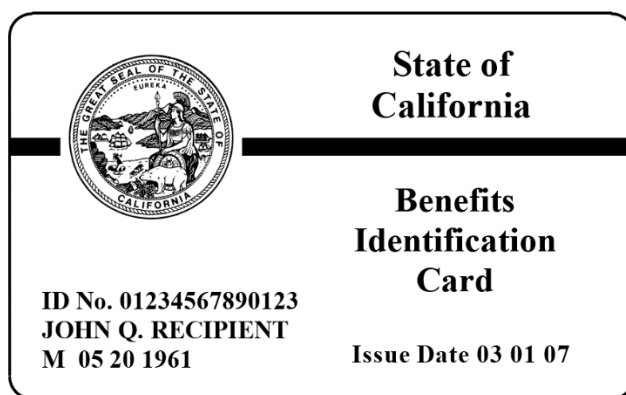 THE GREAT SEAL OF THE STATE OF CALIFORNIA
EUREKA
State of
California
Benefits
Identification
Card
ID No. 01234567890123
JOHN Q. RECIPIENT
M 05 20 1961
Issue Date 03 01 07